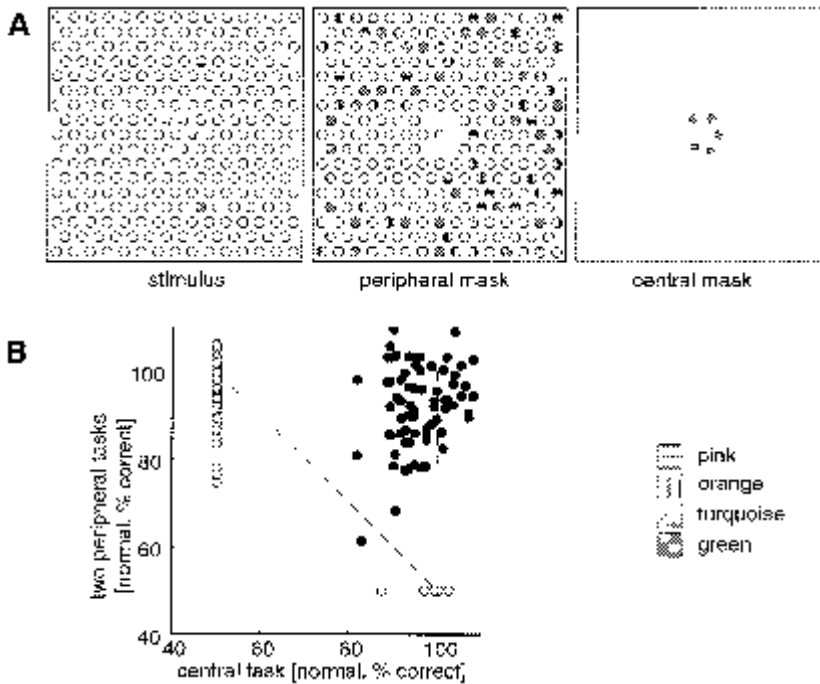 A
stimulus
peripheral mask
central mask
B
100
80
60
40
two peripheral tasks
[normal. % correct]
40
60
80
100
central task [normal. % correct]
pink
orange
turquoise
green